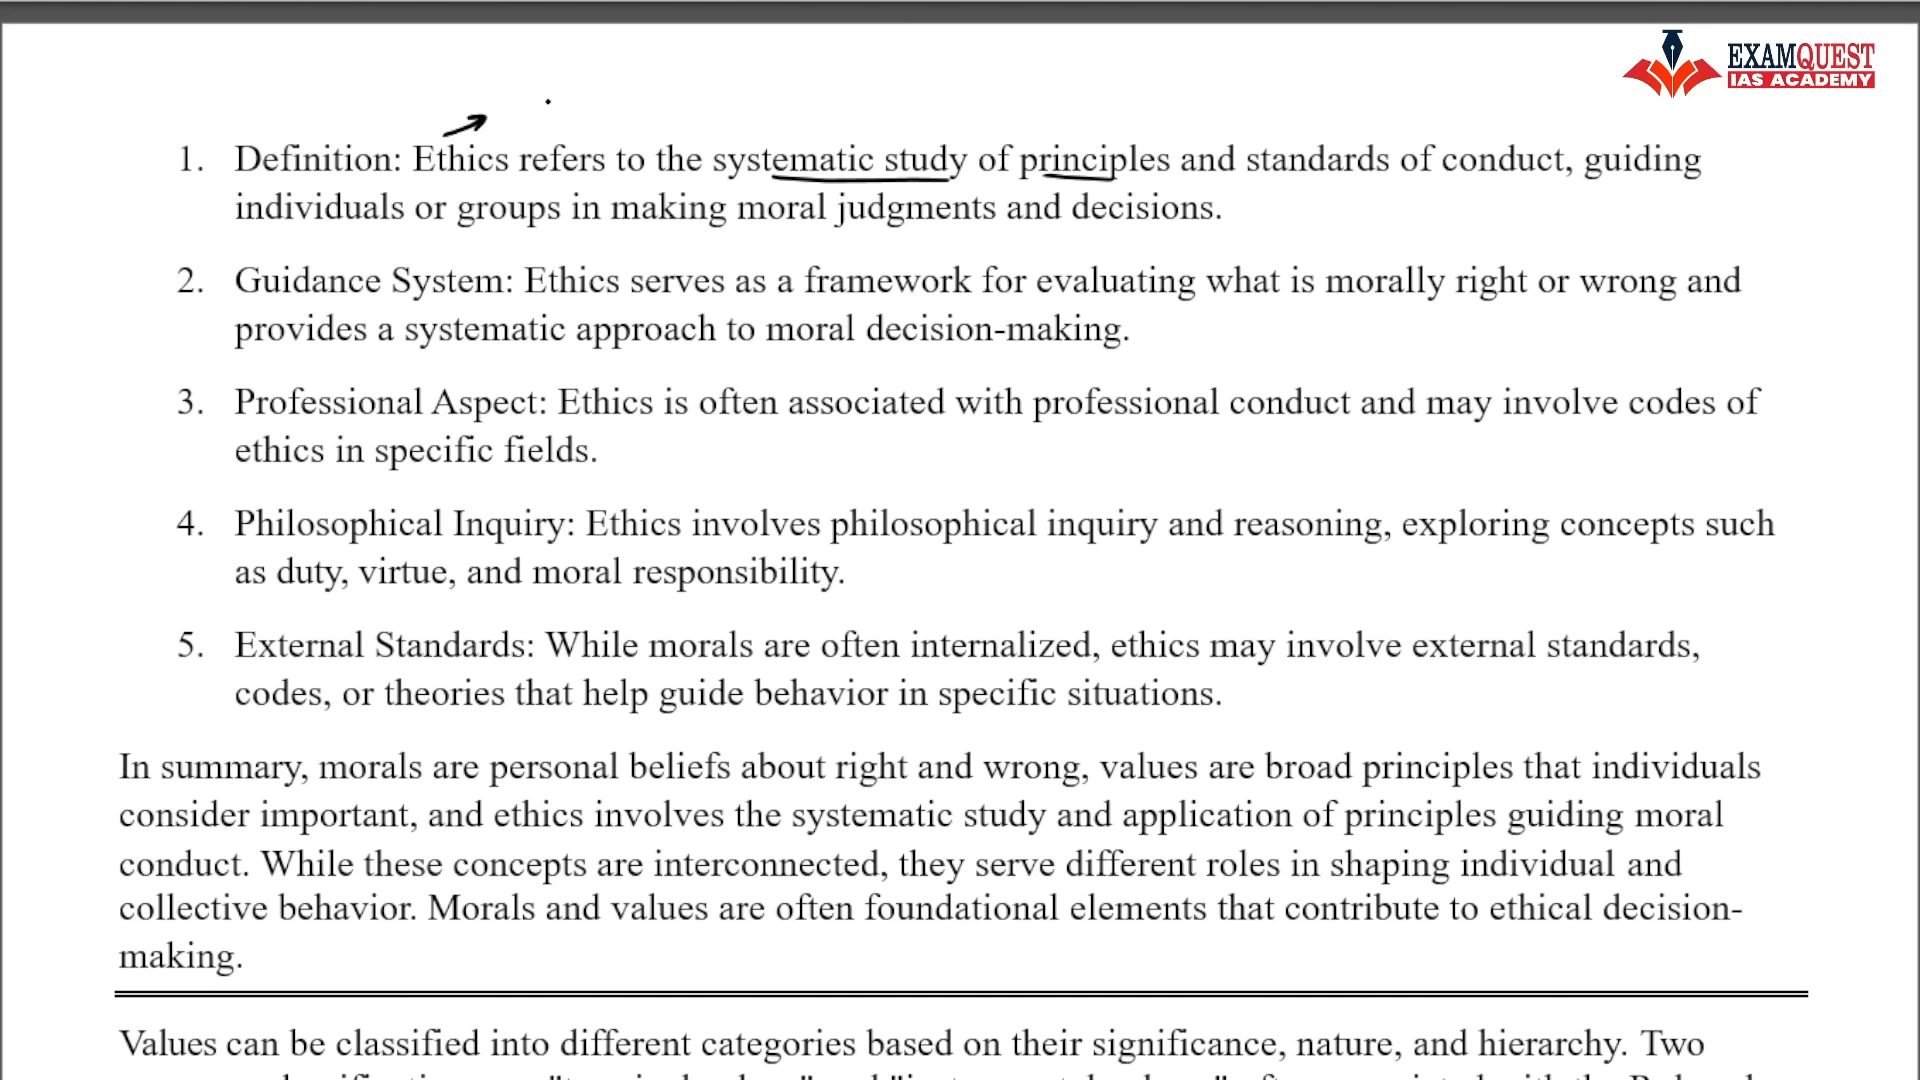 EXAMQUEST
IAS ACADEMY
1. Definition: Ethics refers to the systematic study of principles and standards of conduct, guiding
individuals or groups in making moral judgments and decisions.
2. Guidance System: Ethics serves as a framework for evaluating what is morally right or wrong and
provides a systematic approach to moral decision-making.
3. Professional Aspect: Ethics is often associated with professional conduct and may involve codes of
ethics in specific fields.
4. Philosophical Inquiry: Ethics involves philosophical inquiry and reasoning, exploring concepts such
as duty, virtue, and moral responsibility.
5. External Standards: While morals are often internalized, ethics may involve external standards,
codes, or theories that help guide behavior in specific situations.
In summary, morals are personal beliefs about right and wrong, values are broad principles that individuals
consider important, and ethics involves the systematic study and application of principles guiding moral
conduct. While these concepts are interconnected, they serve different roles in shaping individual and
collective behavior. Morals and values are often foundational elements that contribute to ethical decision-
making.
Values can be classified into different categories based on their significance, nature, and hierarchy. Two